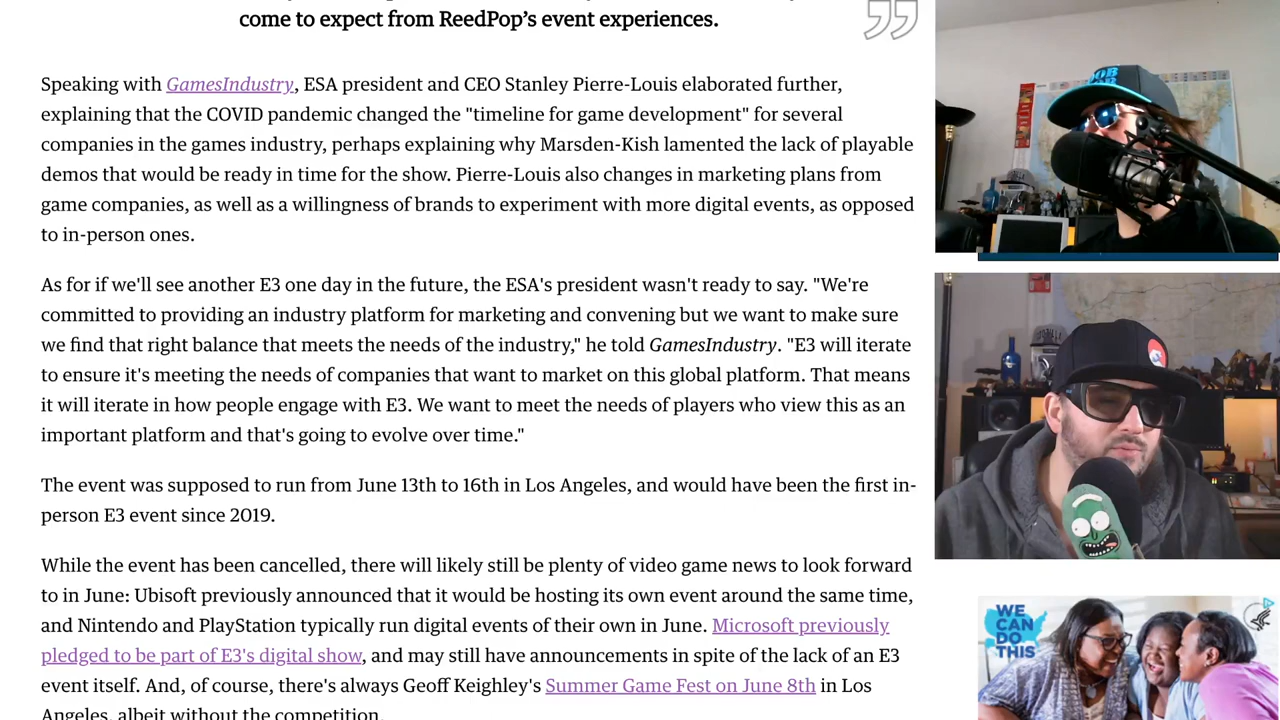 come to expect from ReedPop’s event experiences.
Speaking with GamesIndustry, ESA president and CEO Stanley Pierre-Louis elaborated further,
explaining that the COVID pandemic changed the "timeline for game development" for several
companies in the games industry, perhaps explaining why Marsden-Kish lamented the lack of playable
demos that would be ready in time for the show. Pierre-Louis also changes in marketing plans from
game companies, as well as a willingness of brands to experiment with more digital events, as opposed
to in-person ones.
As for if we'll see another E3 one day in the future, the ESA's president wasn't ready to say. "We're
committed to providing an industry platform for marketing and convening but we want to make sure
we find that right balance that meets the needs of the industry," he told GamesIndustry. "E3 will iterate
to ensure it's meeting the needs of companies that want to market on this global platform. That means
it will iterate in how people engage with E3. We want to meet the needs of players who view this as an
important platform and that's going to evolve over time."
The event was supposed to run from June 13th to 16th in Los Angeles, and would have been the first in-
person E3 event since 2019.
While the event has been cancelled, there will likely still be plenty of video game news to look forward
to in June: Ubisoft previously announced that it would be hosting its own event around the same time,
and Nintendo and PlayStation typically run digital events of their own in June. Microsoft previously
pledged to be part of E3's digital show, and may still have announcements in spite of the lack of an E3
event itself. And, of course, there's always Geoff Keighley's Summer Game Fest on June 8th in Los
Angeles, albeit without the competition.
WE
CAN
DO
THIS